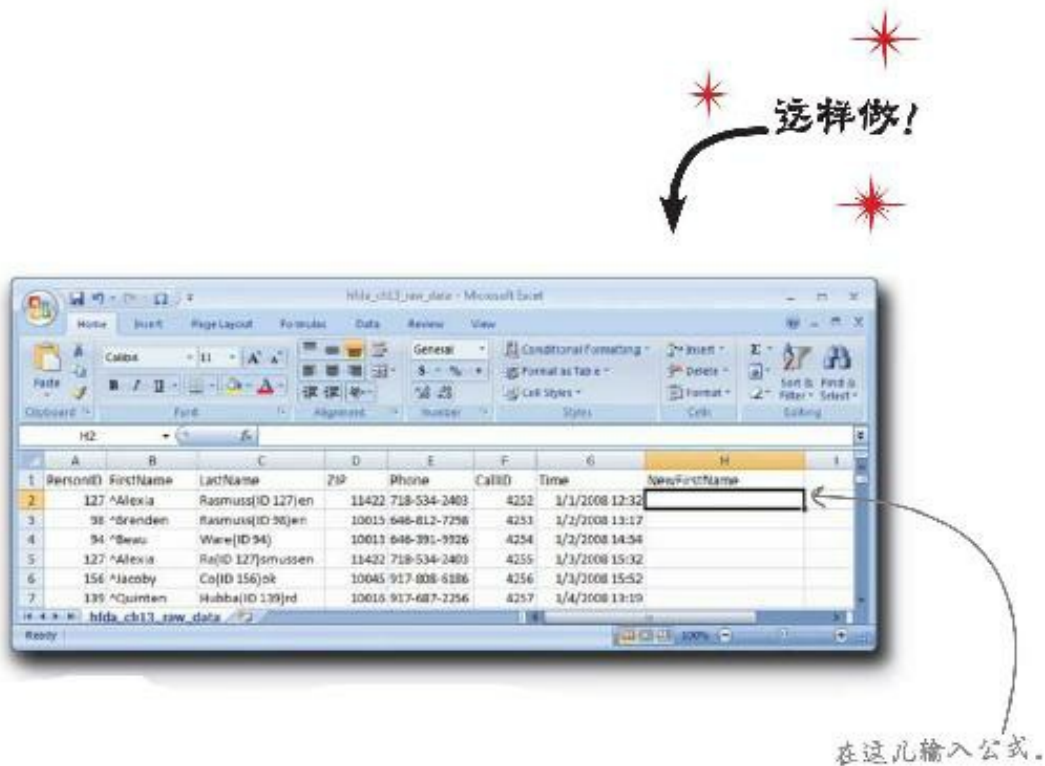 这样做!
hfda_ch13_raw_data - Microsoft Excel
Home Insert Page Layout Formulas Data Review View
Calibri 11 A A General Conditional Formatting Insert Σ
Paste B I U A $ % , Format as Table Delete Sort & Find &
Cell Styles Format Filter Select
Clipboard Font Alignment Number Styles Cells Editing
H2 fx
A B C D E F G H I
1 PersonID FirstName LastName ZIP Phone CallID Time NewFirstName
2 127 ^Alexia Rasmuss(ID 127)en 11422 718-534-2403 4252 1/1/2008 12:32
3 98 ^Brenden Rasmuss(ID 98)en 10015 646-812-7298 4253 1/2/2008 13:17
4 94 ^Beau Ware(ID 94) 10013 646-391-9926 4254 1/2/2008 14:54
5 127 ^Alexia Ra(ID 127)smussen 11422 718-534-2403 4255 1/3/2008 15:32
6 156 ^Jacoby Co(ID 156)ok 10045 917-808-6186 4256 1/3/2008 15:52
7 139 ^Quinten Hubba(ID 139)rd 10016 917-687-2256 4257 1/4/2008 13:19
hfda_ch13_raw_data
Ready 100%
在这儿输入公式。